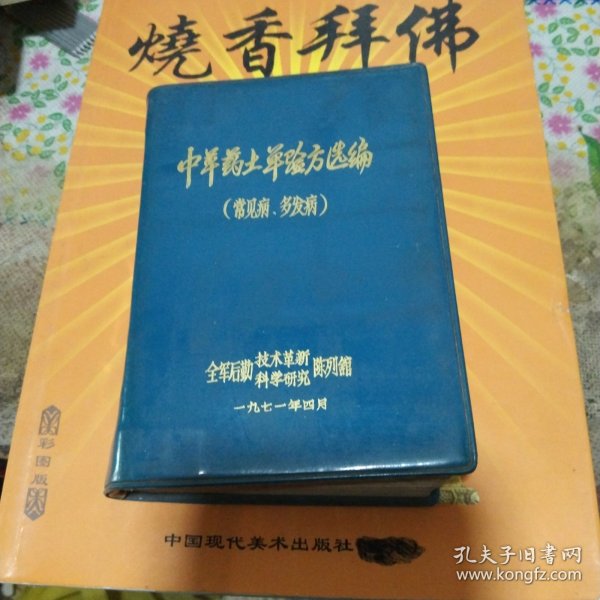 燒香拜佛
中草药土单验方选编
（常见病、多发病）
全军后勤技术革新科学研究陈列館
一九七一年四月
彩图版
中国现代美术出版社
孔夫子旧书网
www.kongfz.com